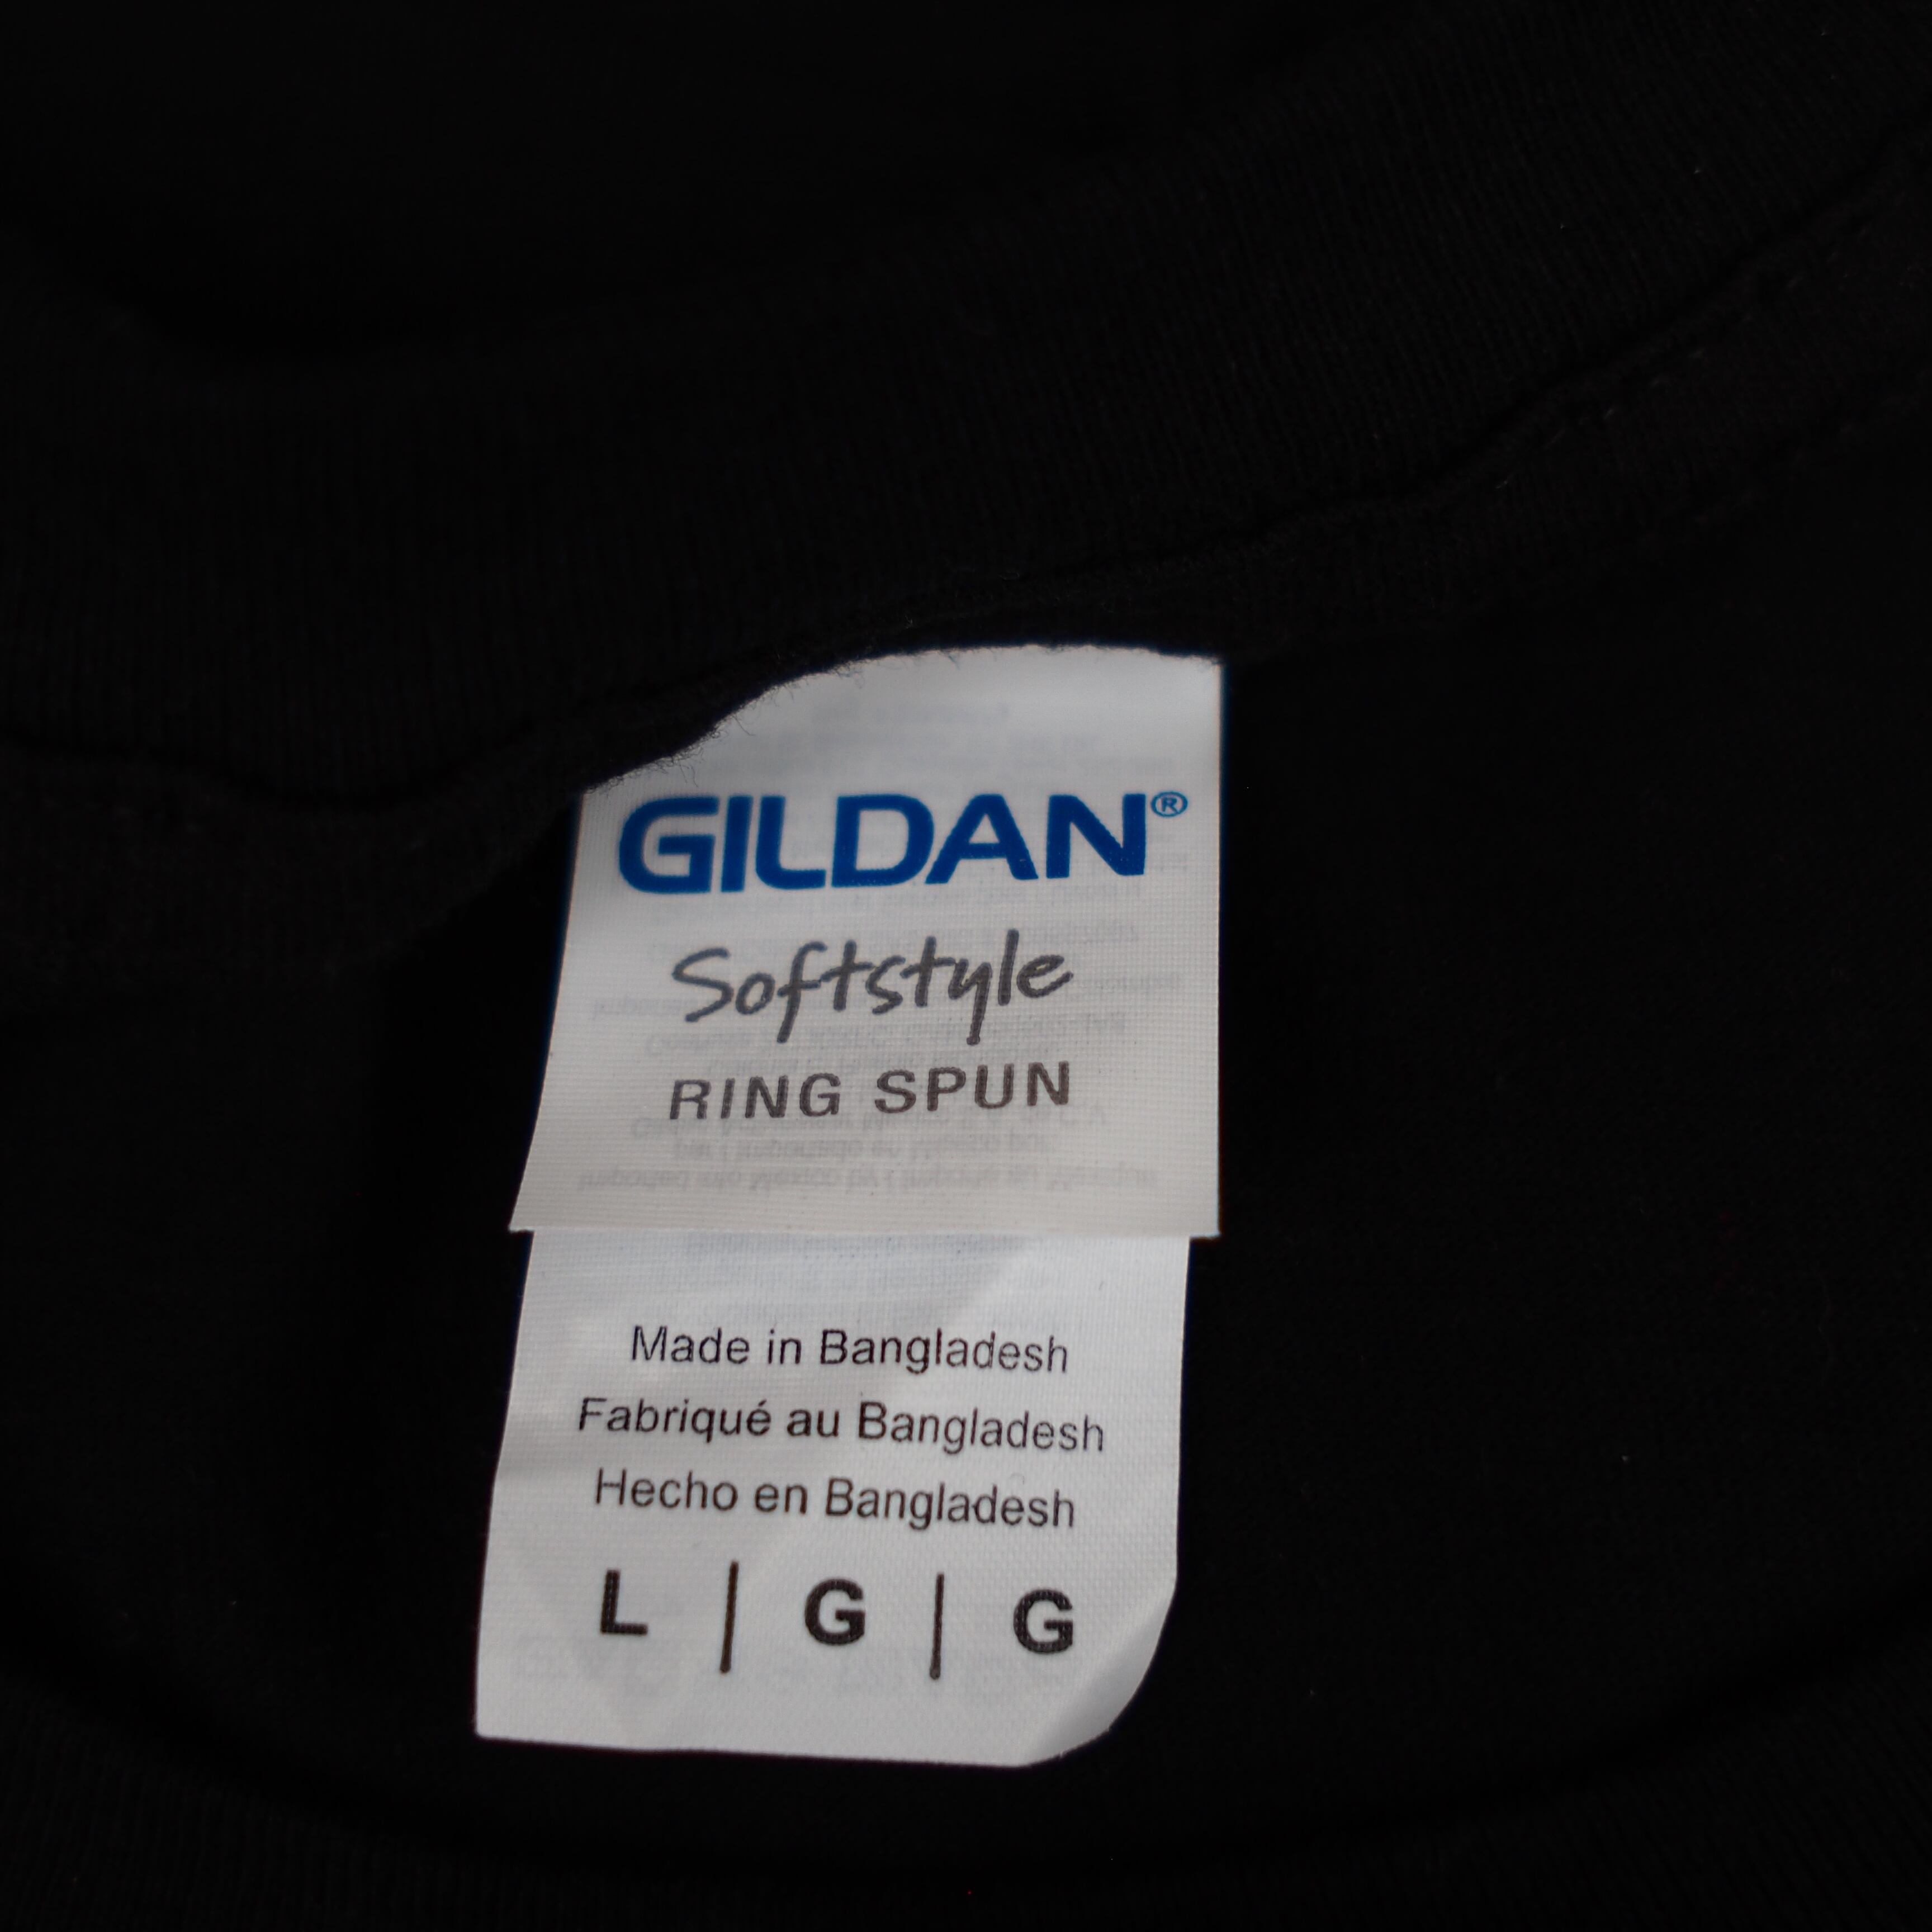 GILDAN®
Softstyle
RING SPUN
Made in Bangladesh
Fabriqué au Bangladesh
Hecho en Bangladesh
L | G | G